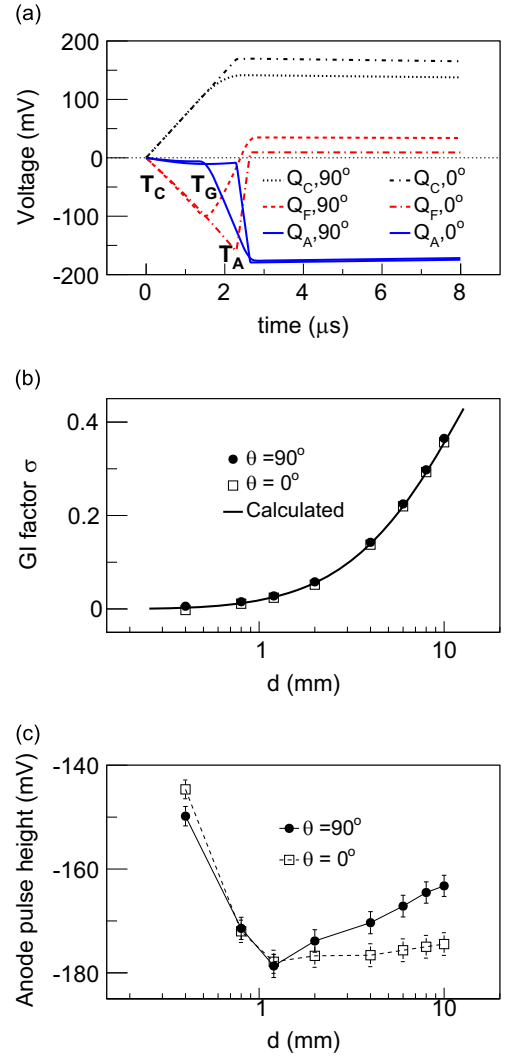 (a)
Voltage (mV)
200
100
0
-100
-200
T_C
T_G
T_A
Q_C,90°
Q_C,0°
Q_F,90°
Q_F,0°
Q_A,90°
Q_A,0°
0
2
4
6
8
time (μs)
(b)
GI factor σ
0.4
0.2
0
θ =90°
θ = 0°
Calculated
1
10
d (mm)
(c)
Anode pulse height (mV)
-140
-160
-180
θ =90°
θ = 0°
1
10
d (mm)